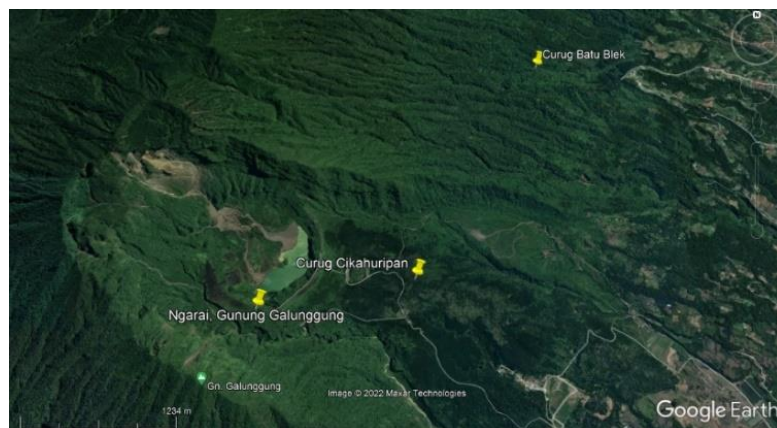 N
Curug Batu Blek
Curug Cikahuripan
Ngarai, Gunung Galunggung
Gn. Galunggung
Image © 2022 Maxar Technologies
1234 m
Google Earth